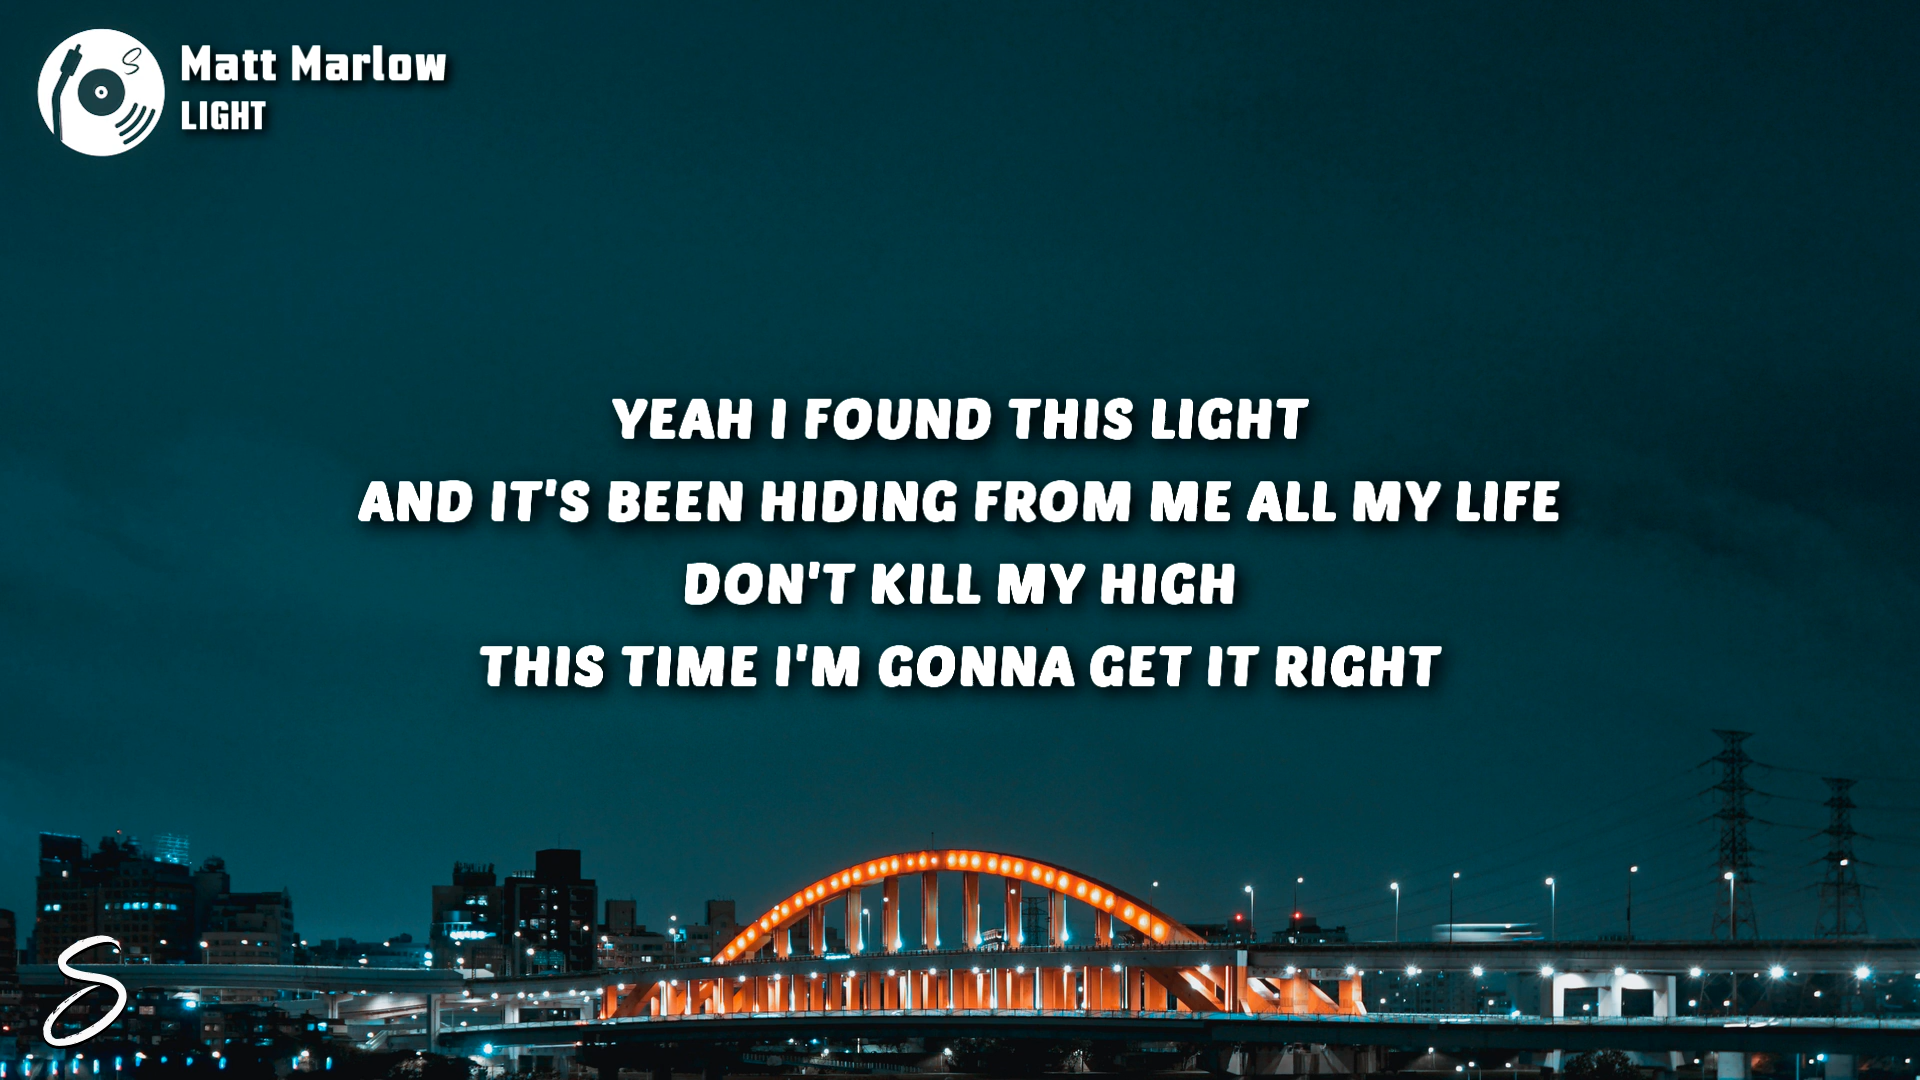 Matt Marlow
LIGHT
YEAH I FOUND THIS LIGHT
AND IT'S BEEN HIDING FROM ME ALL MY LIFE
DON'T KILL MY HIGH
THIS TIME I'M GONNA GET IT RIGHT
S